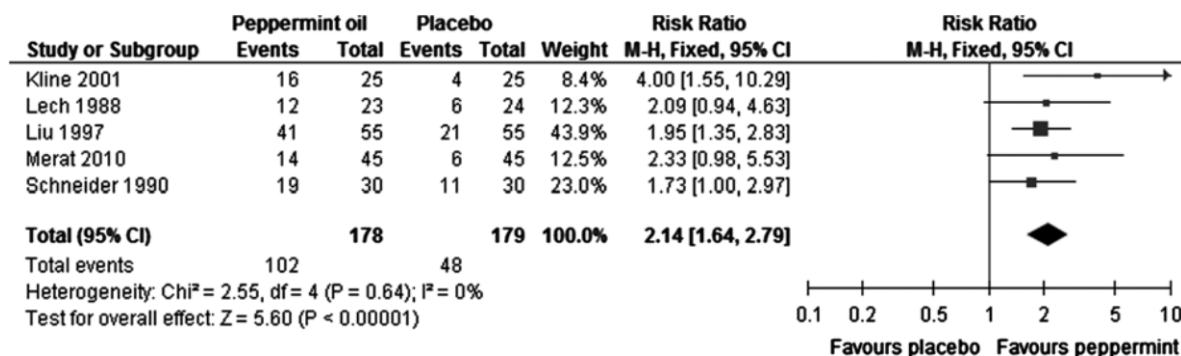 Peppermint oil Placebo Risk Ratio Risk Ratio
Study or Subgroup Events Total Events Total Weight M-H, Fixed, 95% CI M-H, Fixed, 95% CI
Kline 2001 16 25 4 25 8.4% 4.00 [1.55, 10.29]
Lech 1988 12 23 6 24 12.3% 2.09 [0.94, 4.63]
Liu 1997 41 55 21 55 43.9% 1.95 [1.35, 2.83]
Merat 2010 14 45 6 45 12.5% 2.33 [0.98, 5.53]
Schneider 1990 19 30 11 30 23.0% 1.73 [1.00, 2.97]
Total (95% CI) 178 179 100.0% 2.14 [1.64, 2.79]
Total events 102 48
Heterogeneity: Chi² = 2.55, df = 4 (P = 0.64); I² = 0%
Test for overall effect: Z = 5.60 (P < 0.00001)
0.1 0.2 0.5 1 2 5 10
Favours placebo Favours peppermint